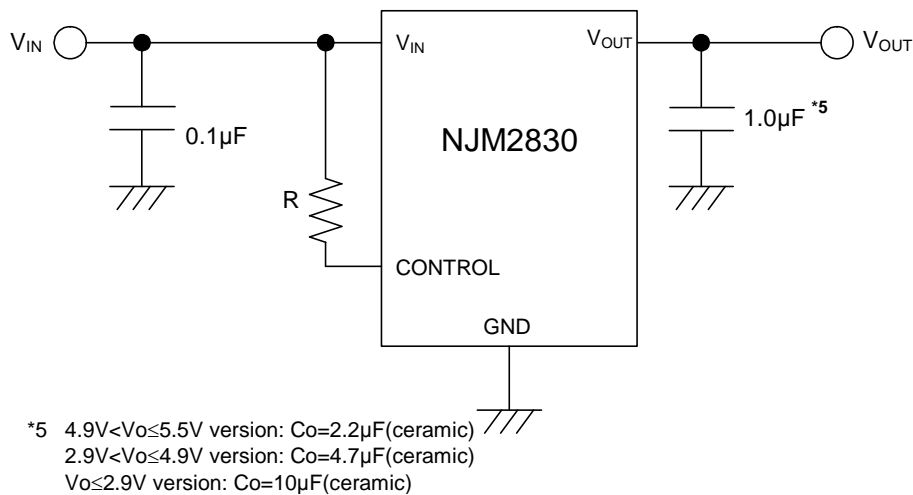 VIN
VIN
VOUT
VOUT
0.1µF
NJM2830
1.0µF *5
R
CONTROL
GND
*5 4.9V<Vo≤5.5V version: Co=2.2µF(ceramic)
2.9V<Vo≤4.9V version: Co=4.7µF(ceramic)
Vo≤2.9V version: Co=10µF(ceramic)